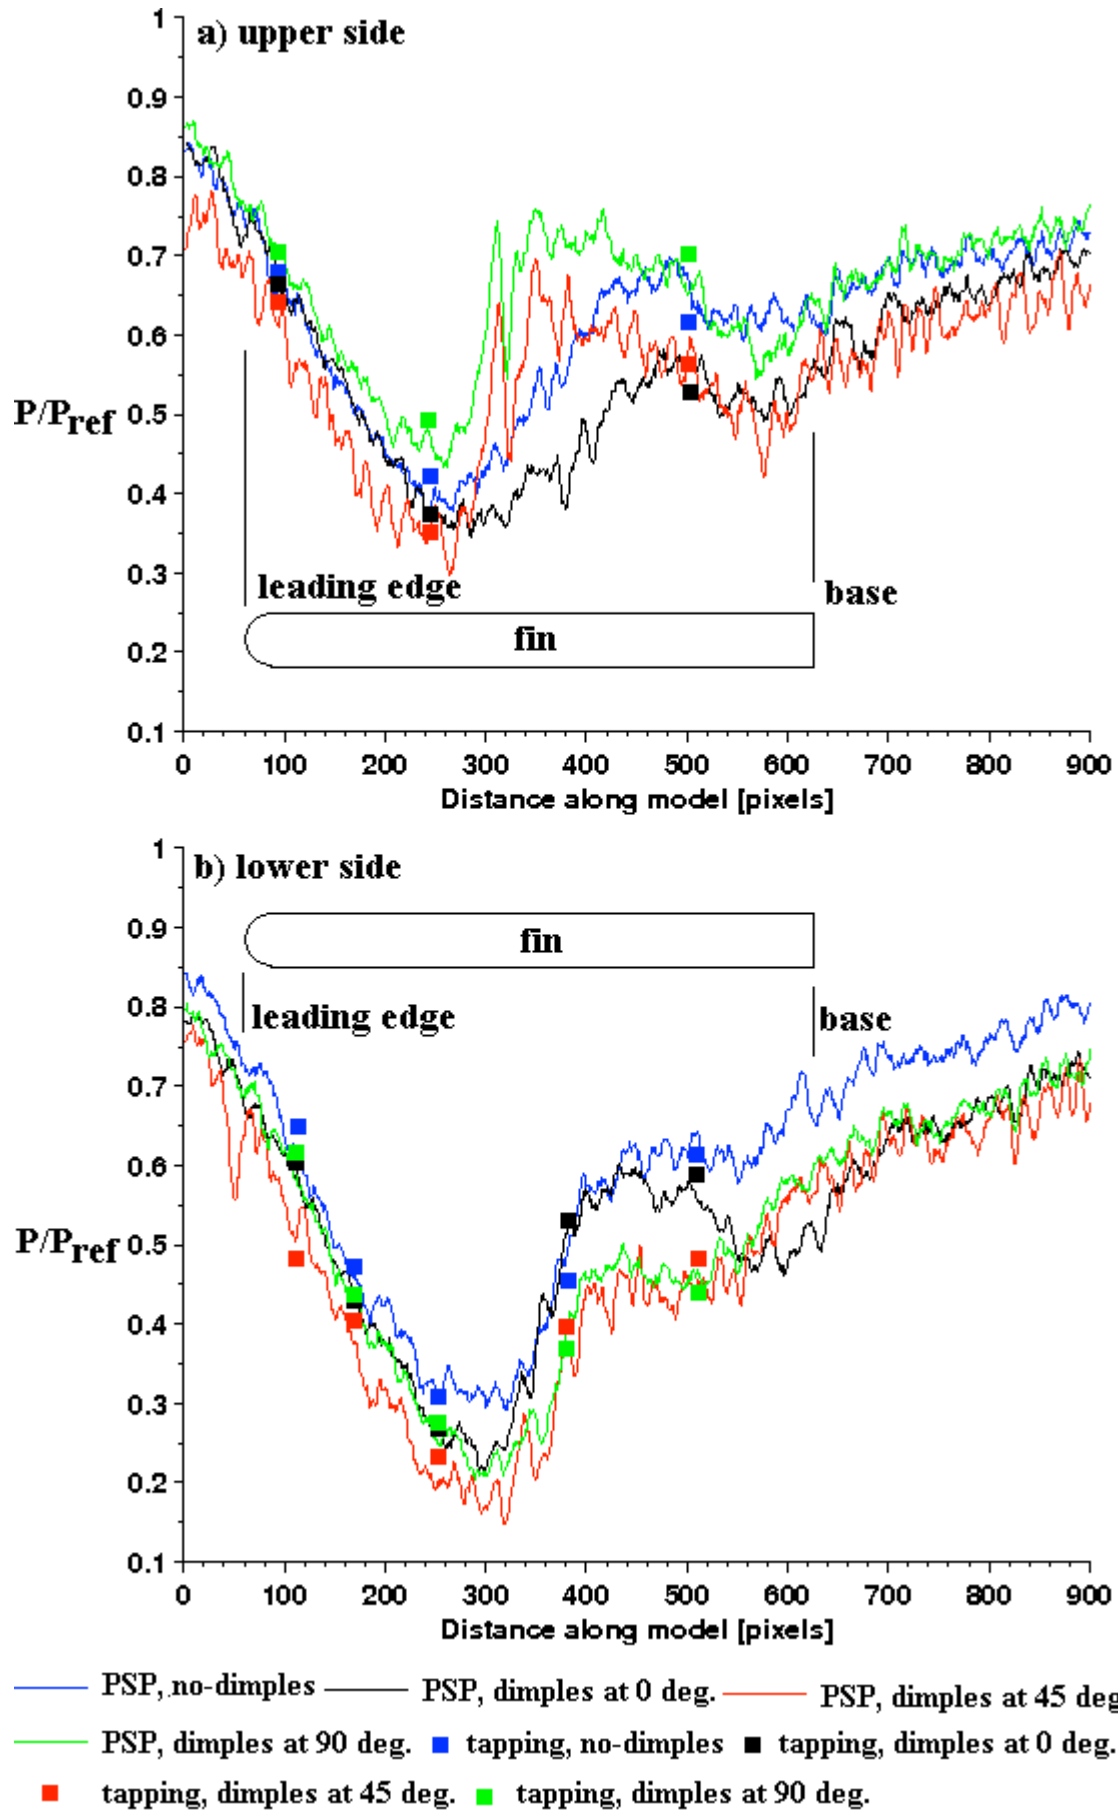 a) upper side
1
0.9
0.8
0.7
0.6
0.5
0.4
0.3
0.2
0.1
P/Pref
leading edge
base
fin
0 100 200 300 400 500 600 700 800 900
Distance along model [pixels]
b) lower side
1
0.9
0.8
0.7
0.6
0.5
0.4
0.3
0.2
0.1
P/Pref
fin
leading edge
base
0 100 200 300 400 500 600 700 800 900
Distance along model [pixels]
PSP, no-dimples PSP, dimples at 0 deg. PSP, dimples at 45 deg
PSP, dimples at 90 deg. tapping, no-dimples tapping, dimples at 0 deg.
tapping, dimples at 45 deg. tapping, dimples at 90 deg.